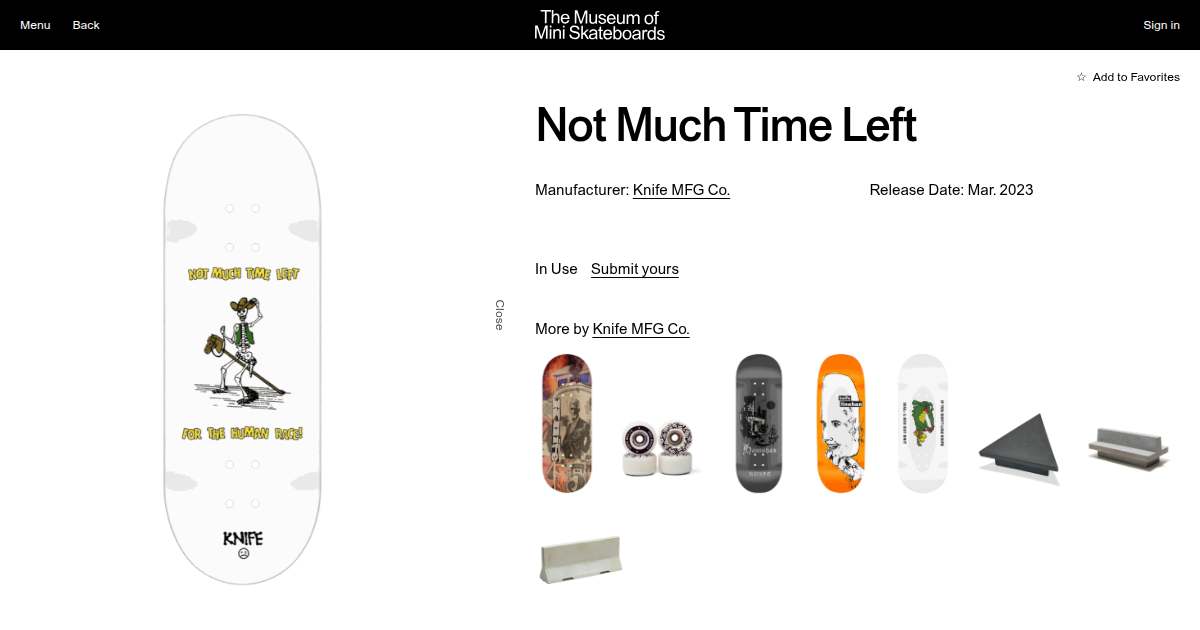 Menu
Back
The Museum of
Mini Skateboards
Sign in
☆ Add to Favorites
Not Much Time Left
Manufacturer: Knife MFG Co.
Release Date: Mar. 2023
NOT MUCH TIME LEFT
FOR THE HUMAN RACE!
KNIFE
Close
In Use
Submit yours
More by Knife MFG Co.